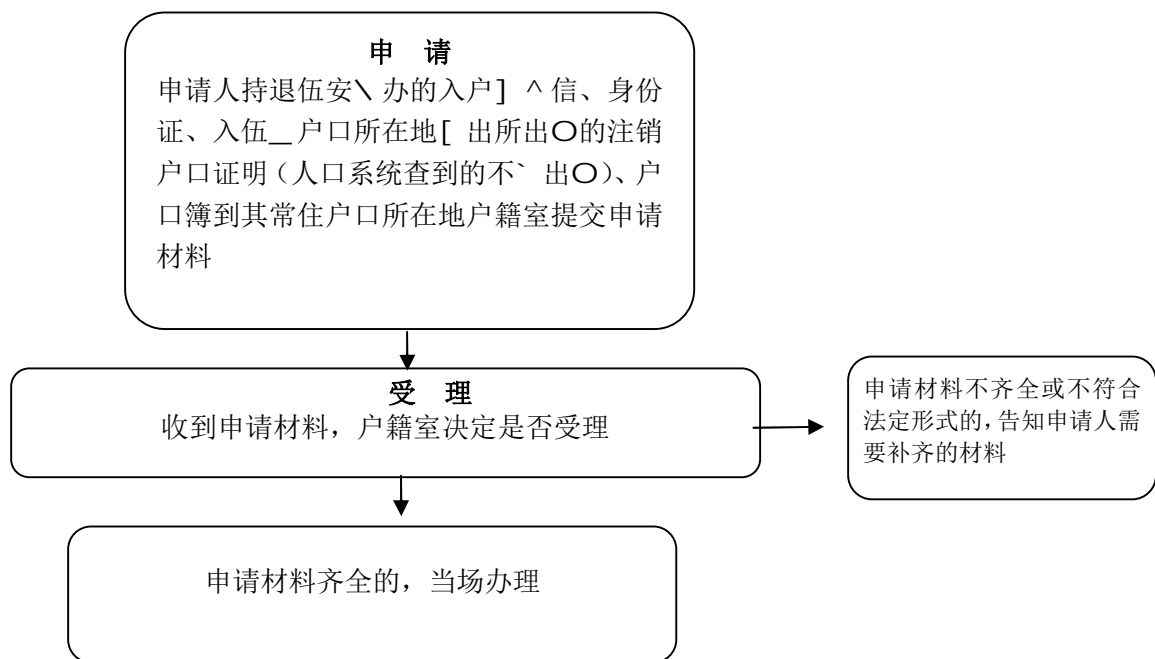 申 请
申请人持退伍安\ 办的入户] ^ 信、身份
证、入伍__户口所在地[ 出所出O的注销
户口证明（人口系统查到的不` 出O）、户
口簿到其常住户口所在地户籍室提交申请
材料
受 理
收到申请材料，户籍室决定是否受理
申请材料不齐全或不符合
法定形式的，告知申请人需
要补齐的材料
申请材料齐全的，当场办理